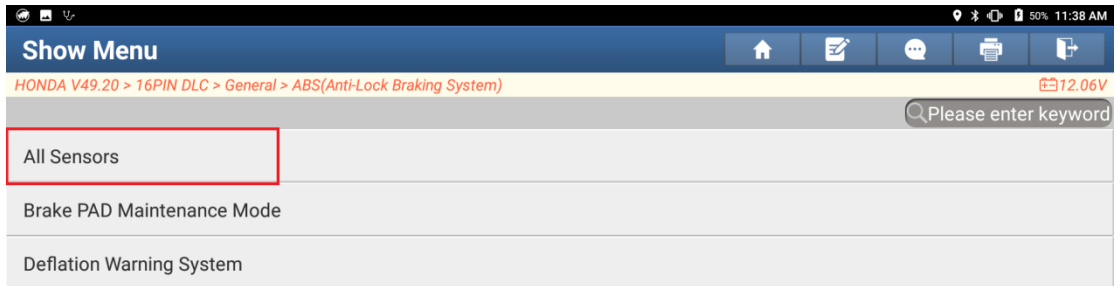 50% 11:38 AM
Show Menu
HONDA V49.20 > 16PIN DLC > General > ABS(Anti-Lock Braking System) 12.06V
Please enter keyword
All Sensors
Brake PAD Maintenance Mode
Deflation Warning System